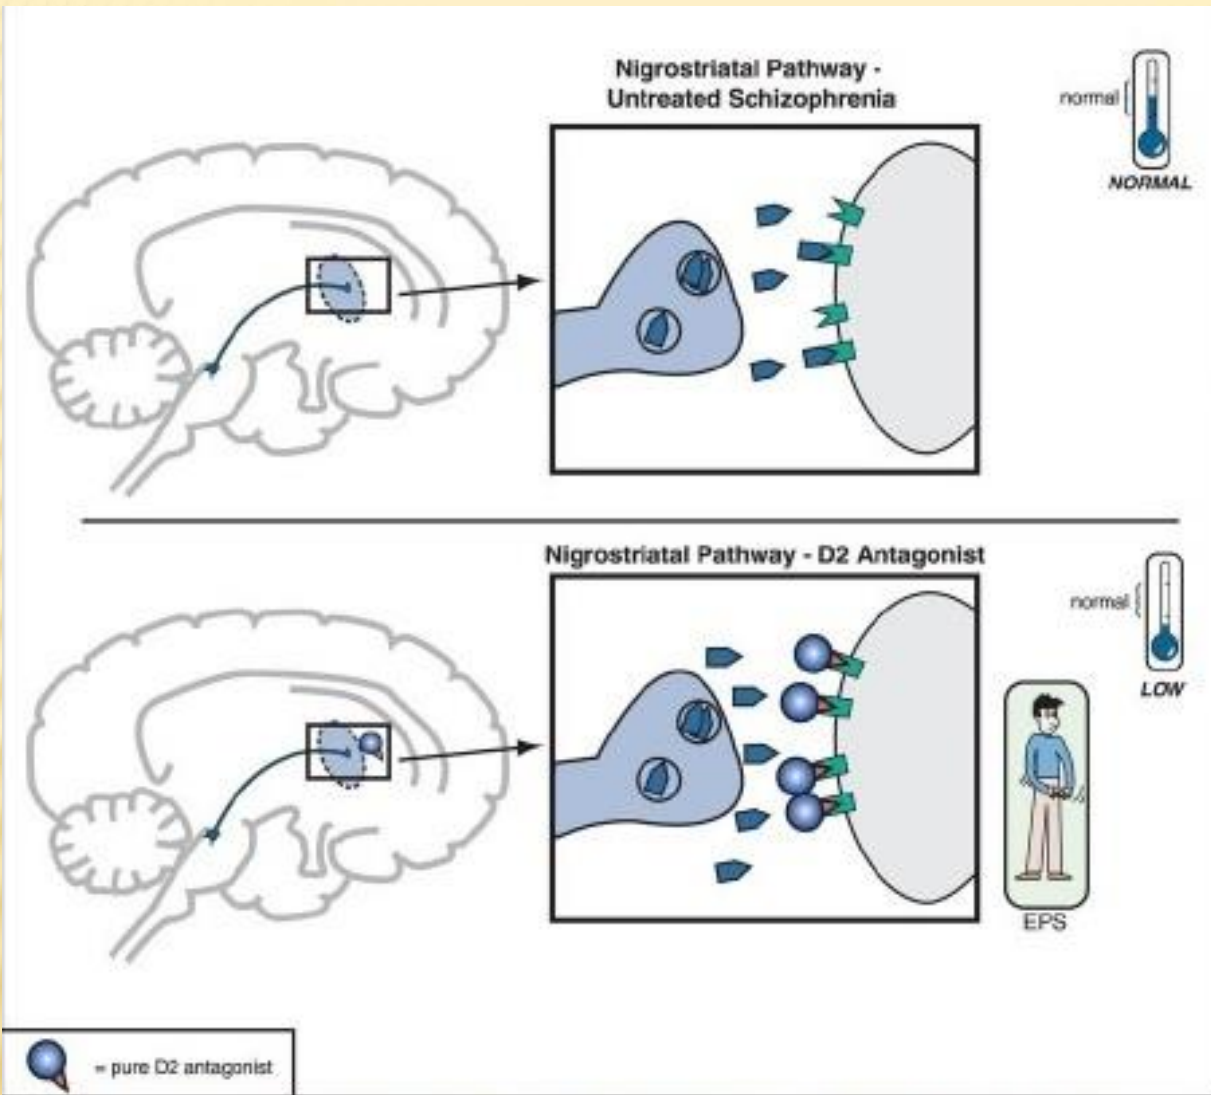 Nigrostriatal Pathway -
Untreated Schizophrenia
normal
NORMAL
Nigrostriatal Pathway - D2 Antagonist
normal
LOW
EPS
= pure D2 antagonist